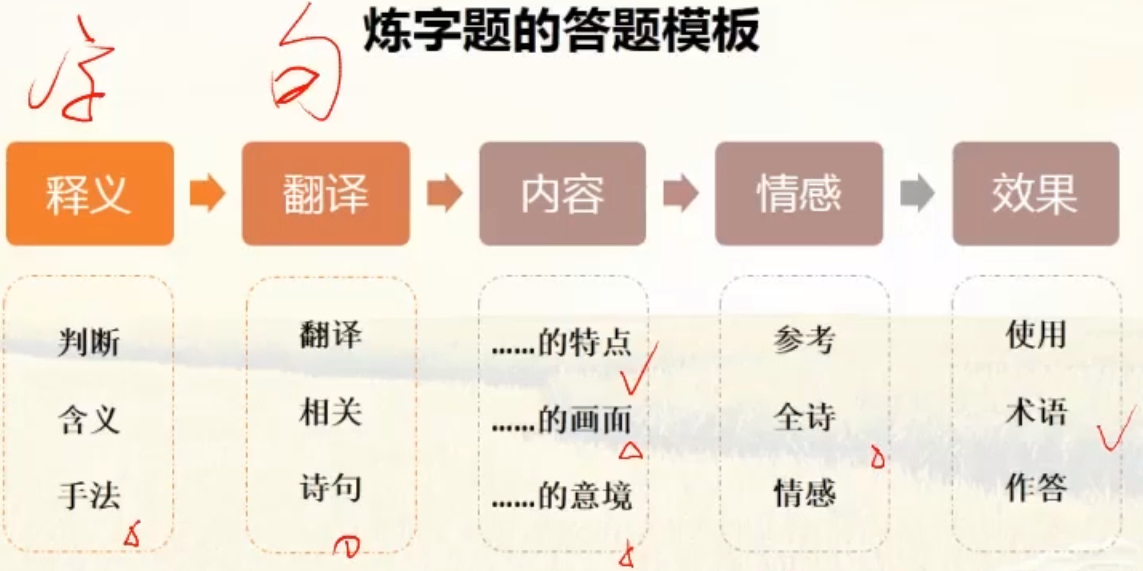 炼字题的答题模板
字 句
释义 翻译 内容 情感 效果
判断
含义
手法
翻译
相关
诗句
......的特点
......的画面
......的意境
参考
全诗
情感
使用
术语
作答